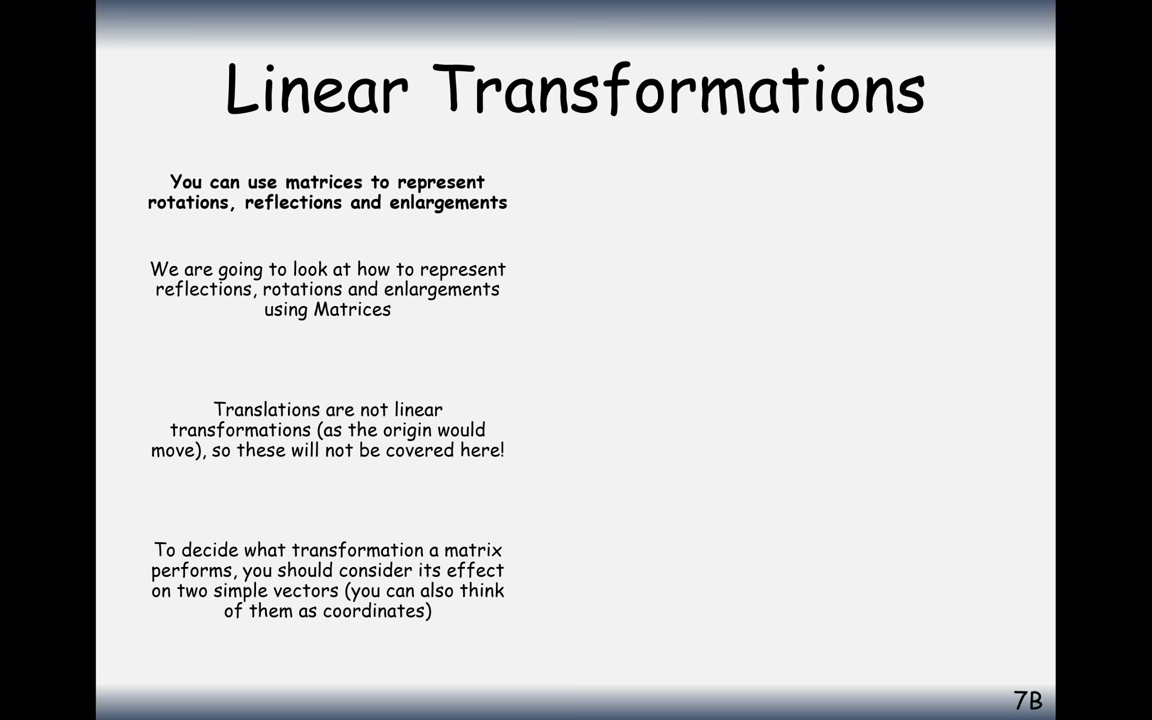 Linear Transformations
You can use matrices to represent
rotations, reflections and enlargements
We are going to look at how to represent
reflections, rotations and enlargements
using Matrices
Translations are not linear
transformations (as the origin would
move), so these will not be covered here!
To decide what transformation a matrix
performs, you should consider its effect
on two simple vectors (you can also think
of them as coordinates)
7B